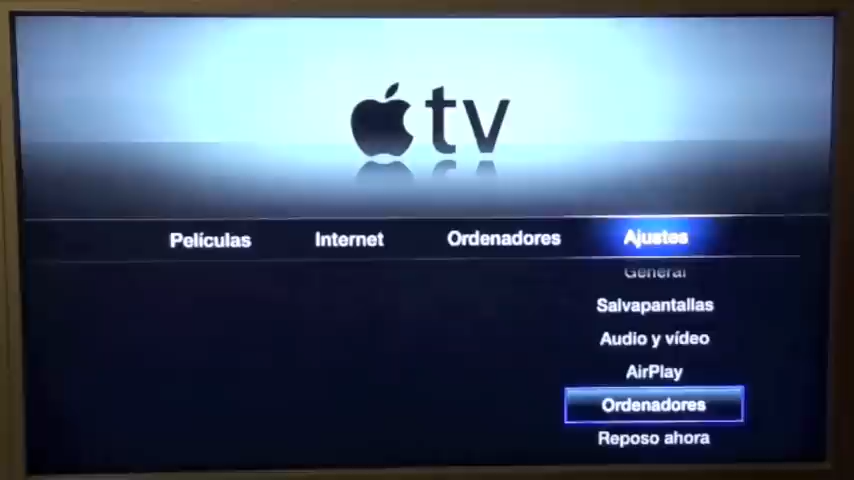 tv
Películas Internet Ordenadores Ajustes
General
Salvapantallas
Audio y vídeo
AirPlay
Ordenadores
Reposo ahora